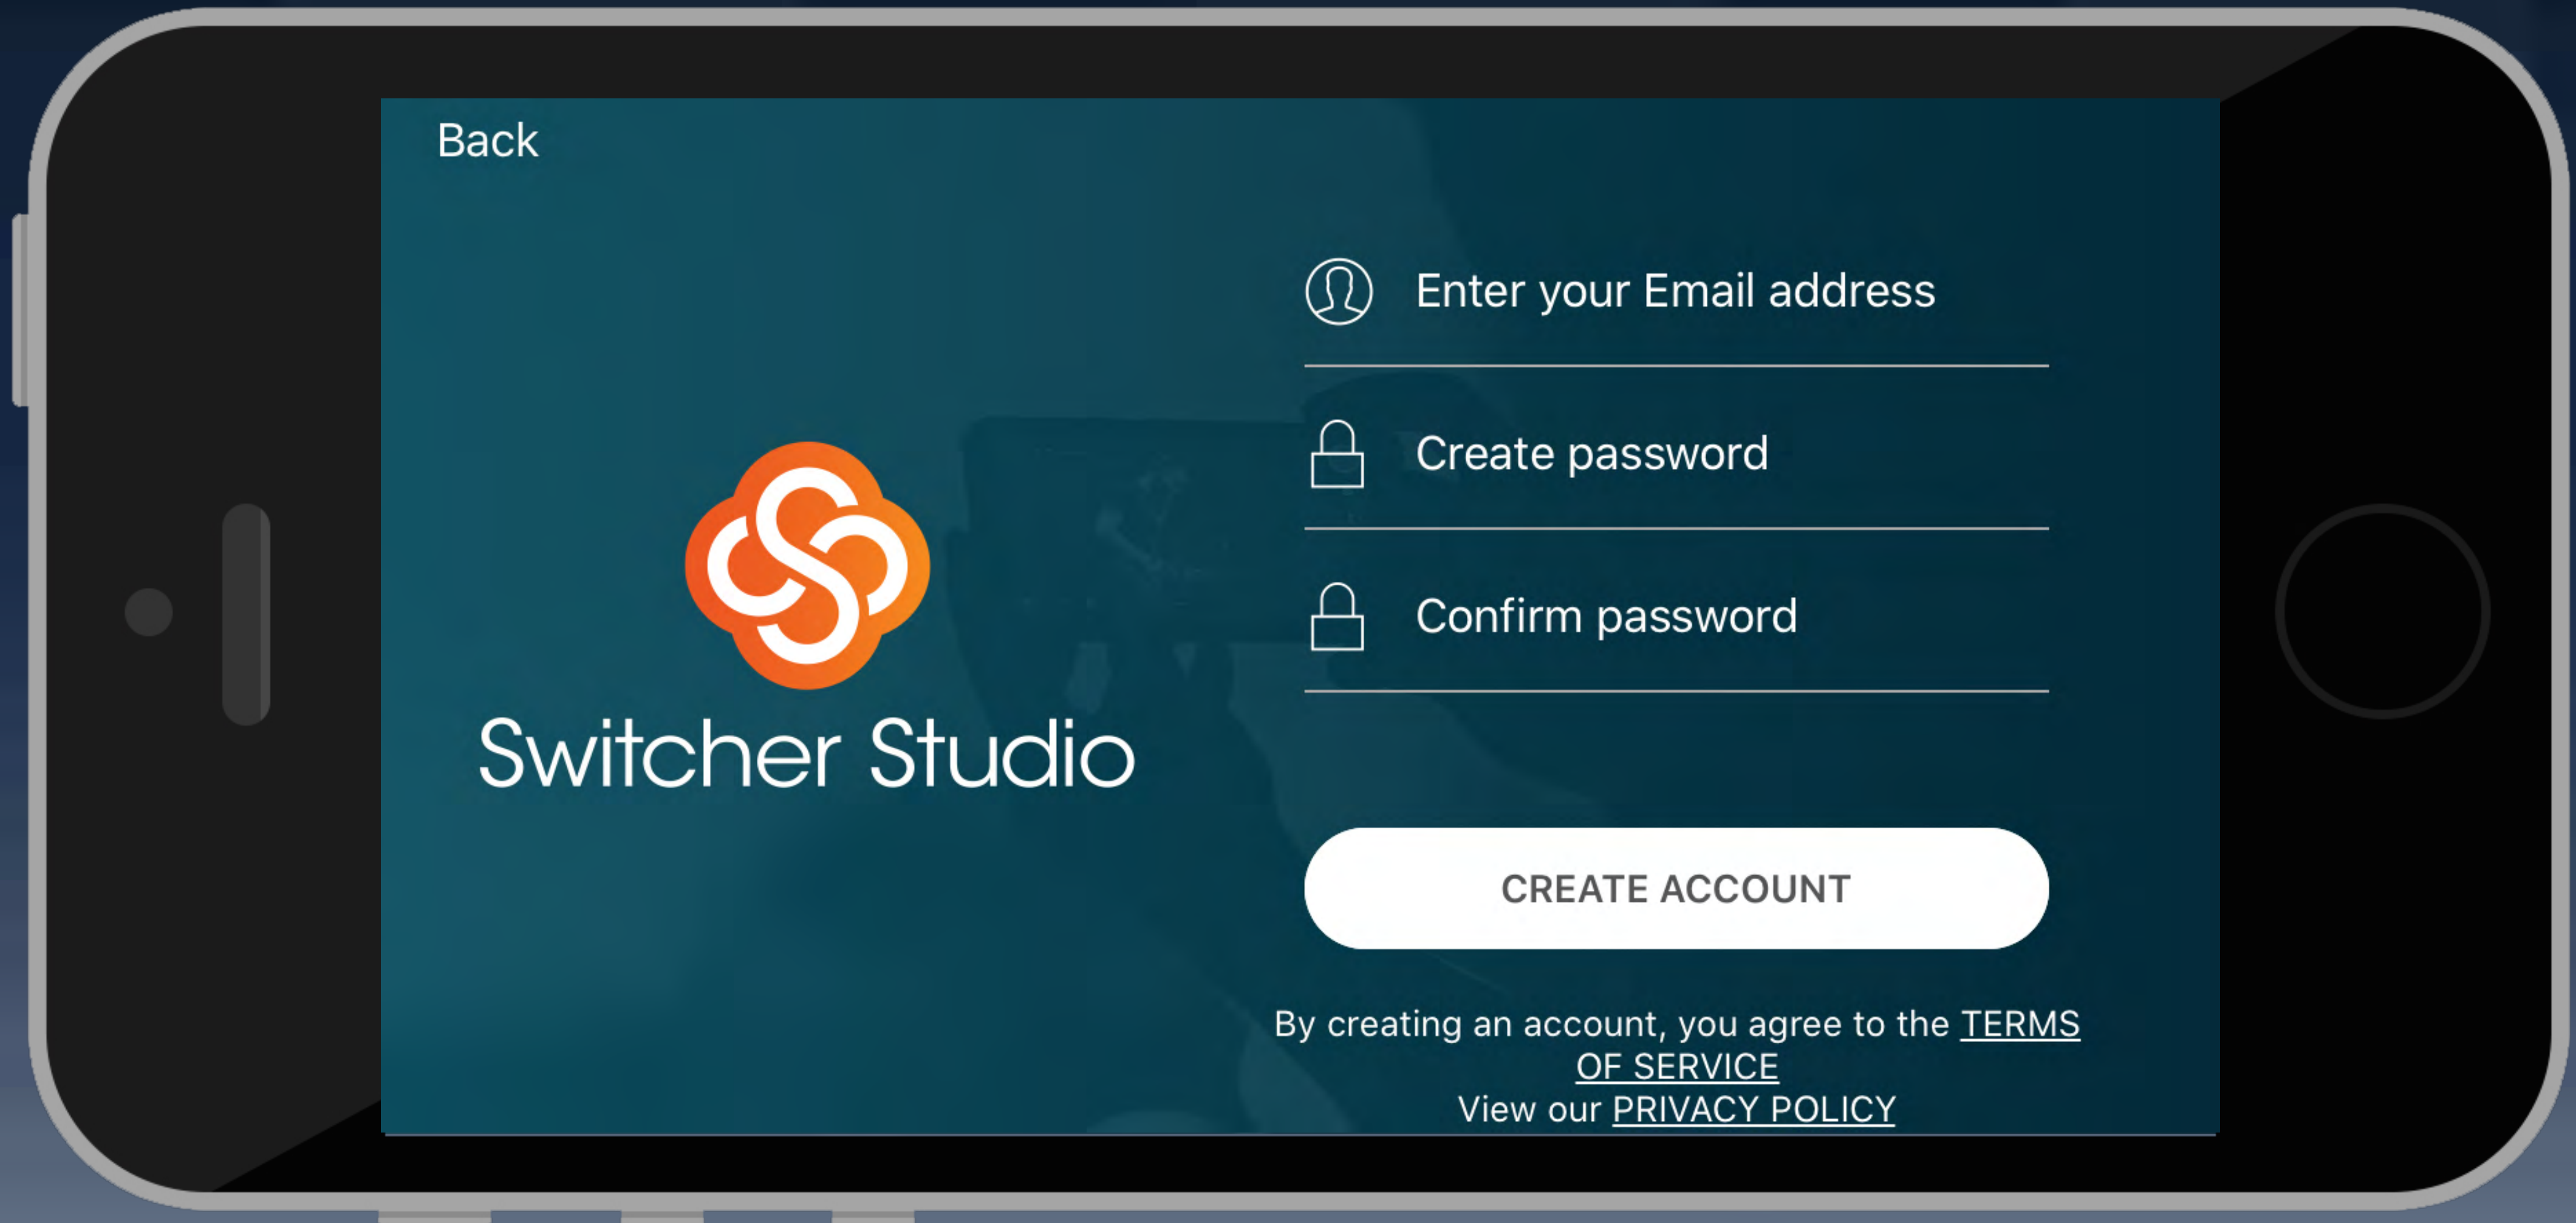 Back
Enter your Email address
Create password
Confirm password
Switcher Studio
CREATE ACCOUNT
By creating an account, you agree to the TERMS
OF SERVICE
View our PRIVACY POLICY